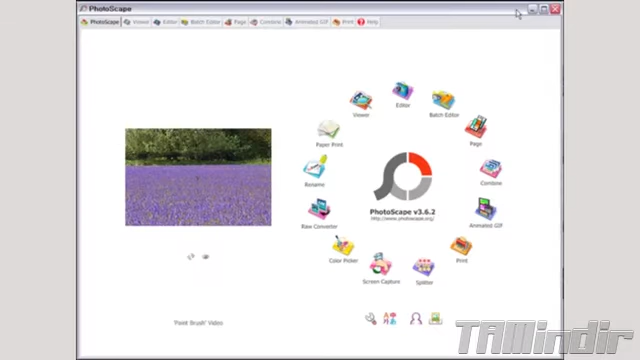 PhotoScape
PhotoScape Viewer Editor Batch Editor Page Combine Animated GIF Print Help
Editor
Viewer
Batch Editor
Paper Print
Page
Rename
Combine
PhotoScape v3.6.2
http://www.photoscape.org/
Raw Converter
Animated GIF
Color Picker
Print
Screen Capture
Splitter
'Paint Brush' Video
TAMindir